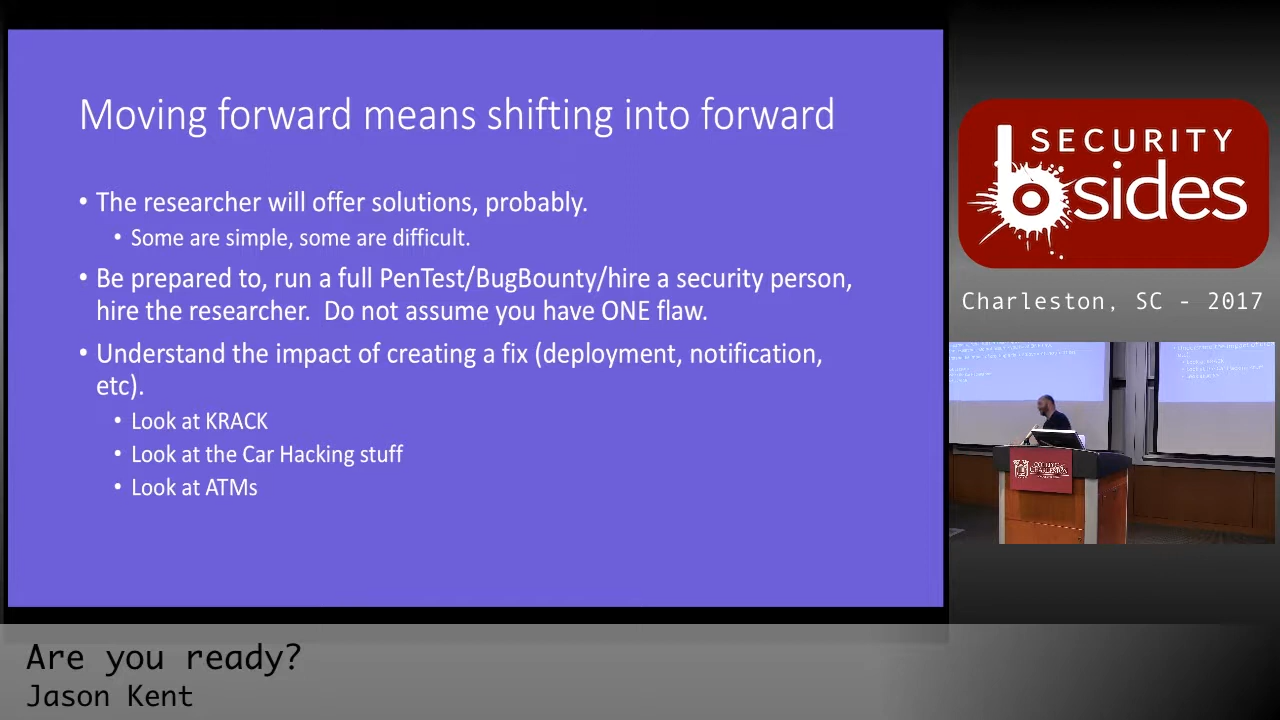 Moving forward means shifting into forward
• The researcher will offer solutions, probably.
• Some are simple, some are difficult.
• Be prepared to, run a full PenTest/BugBounty/hire a security person,
hire the researcher.  Do not assume you have ONE flaw.
• Understand the impact of creating a fix (deployment, notification,
etc).
• Look at KRACK
• Look at the Car Hacking stuff
• Look at ATMs
SECURITY
bsides
Charleston, SC - 2017
Are you ready?
Jason Kent